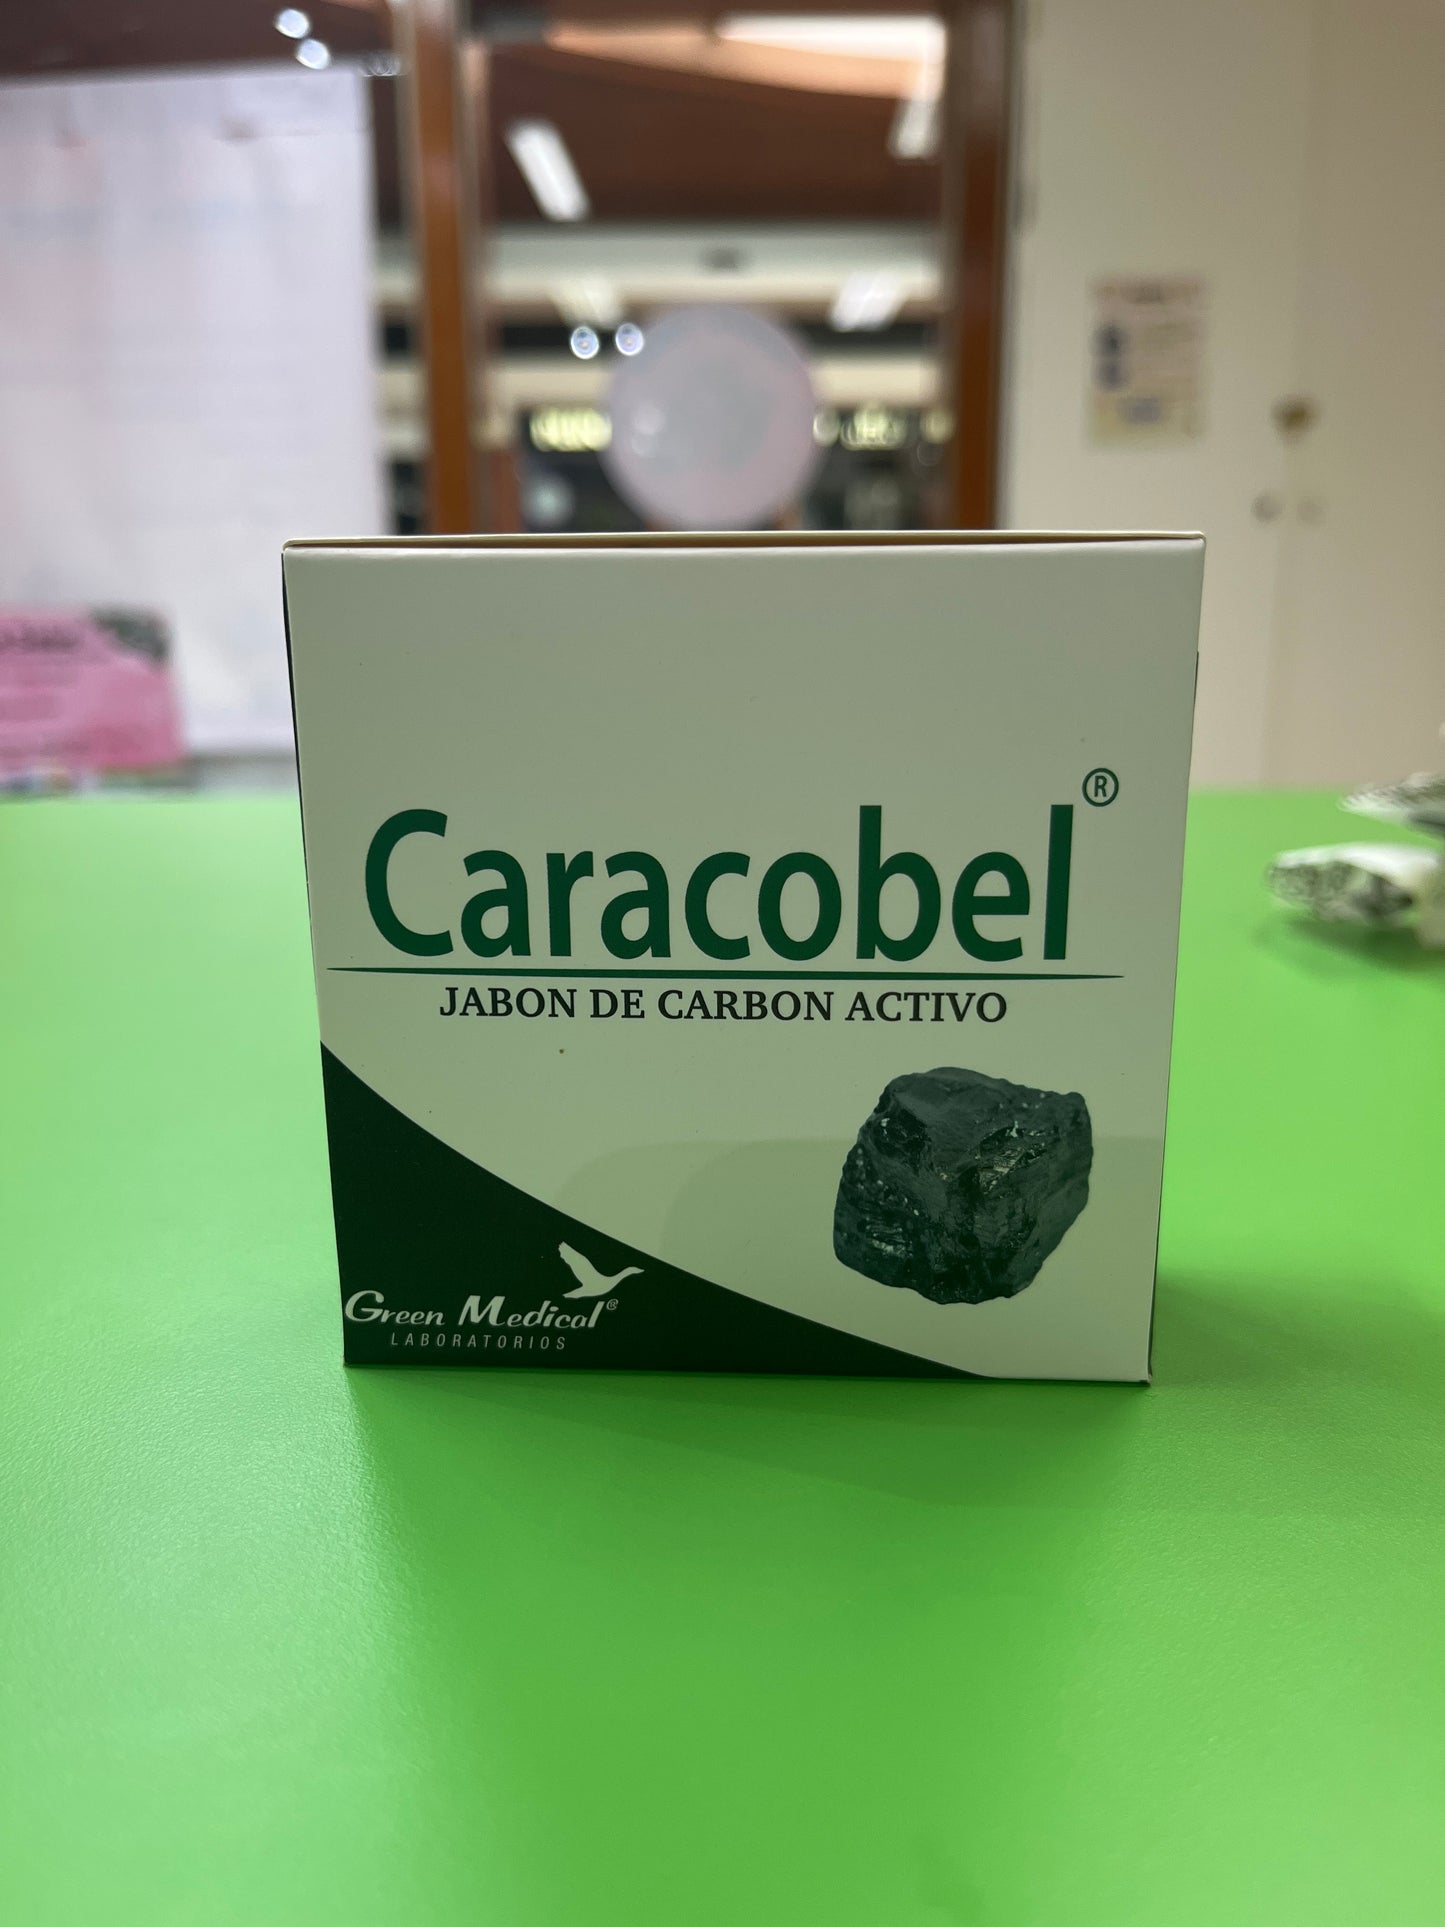 Caracobel®
JABON DE CARBON ACTIVO
Green Medical®
LABORATORIOS